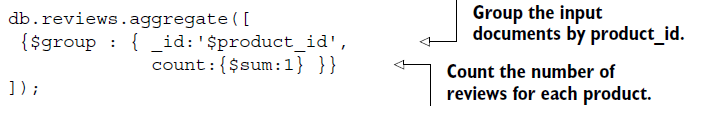 db.reviews.aggregate([
{$group : { _id:'$product_id',
count:{$sum:1} }}
]);
Group the input
documents by product_id.
Count the number of
reviews for each product.